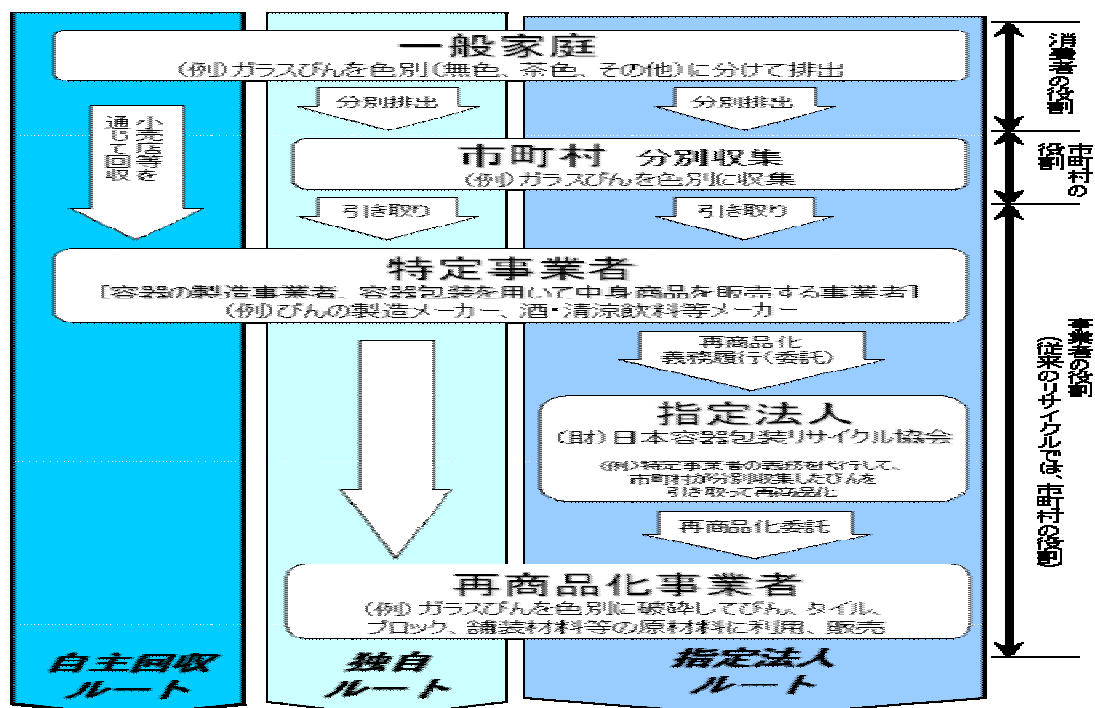 一般家庭
(例)ガラスびんを色別(無色、茶色、その他)に分けて排出
小売店等を
通じて回収
分別排出
分別排出
市町村 分別収集
(例)ガラスびんを色別に収集
引き取り
引き取り
特定事業者
[容器の製造事業者、容器包装を用いて中身商品を販売する事業者]
(例)びんの製造メーカー、酒・清涼飲料等メーカー
再商品化
義務履行(委託)
指定法人
(財)日本容器包装リサイクル協会
(例)特定事業者の義務を代行して、
市町村が分別収集したびんを
引き取って再商品化
再商品化委託
再商品化事業者
(例)ガラスびんを色別に破砕してびん、タイル、
ブロック、舗装材料等の原材料に利用、販売
自主回収
ルート
独自
ルート
指定法人
ルート
消費者の役割
市町村の
役割
事業者の役割
(従来のリサイクルでは、市町村の役割)